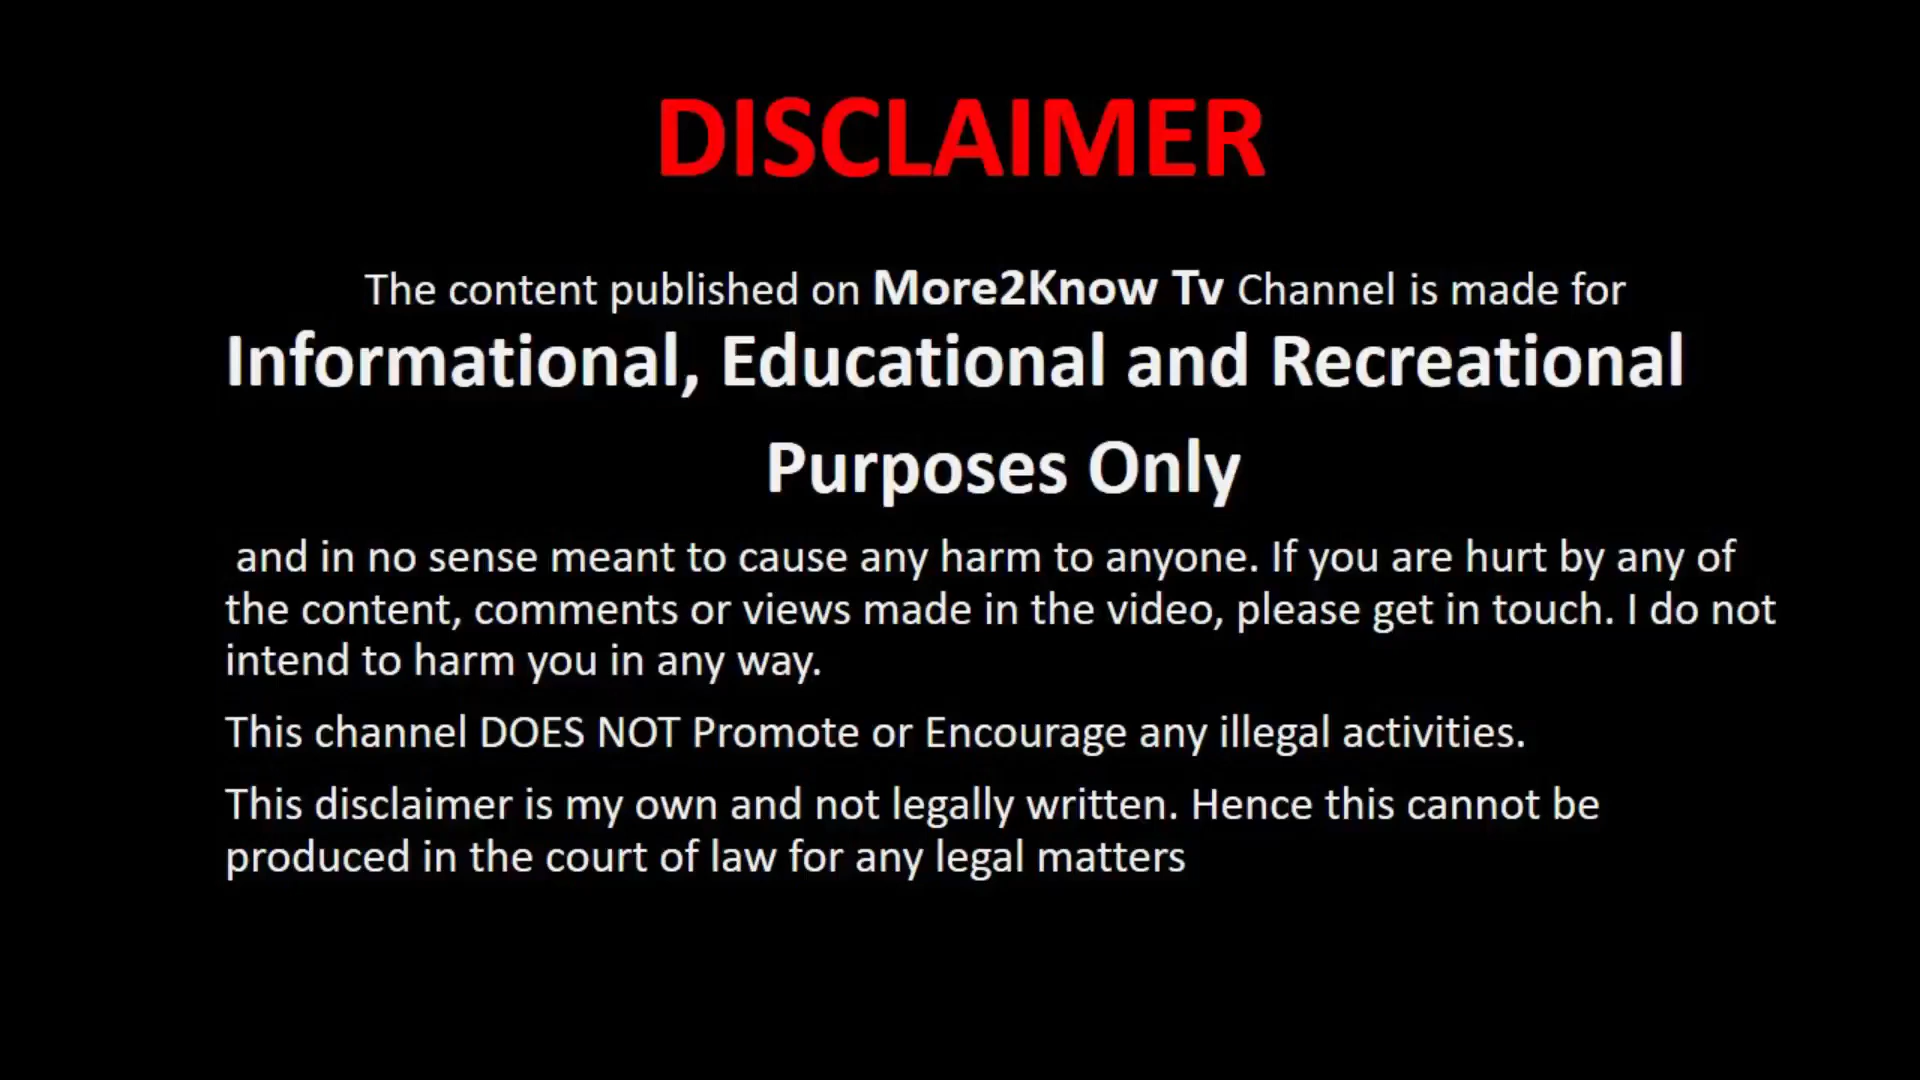 DISCLAIMER
The content published on More2Know Tv Channel is made for
Informational, Educational and Recreational
Purposes Only
and in no sense meant to cause any harm to anyone. If you are hurt by any of
the content, comments or views made in the video, please get in touch. I do not
intend to harm you in any way.
This channel DOES NOT Promote or Encourage any illegal activities.
This disclaimer is my own and not legally written. Hence this cannot be
produced in the court of law for any legal matters